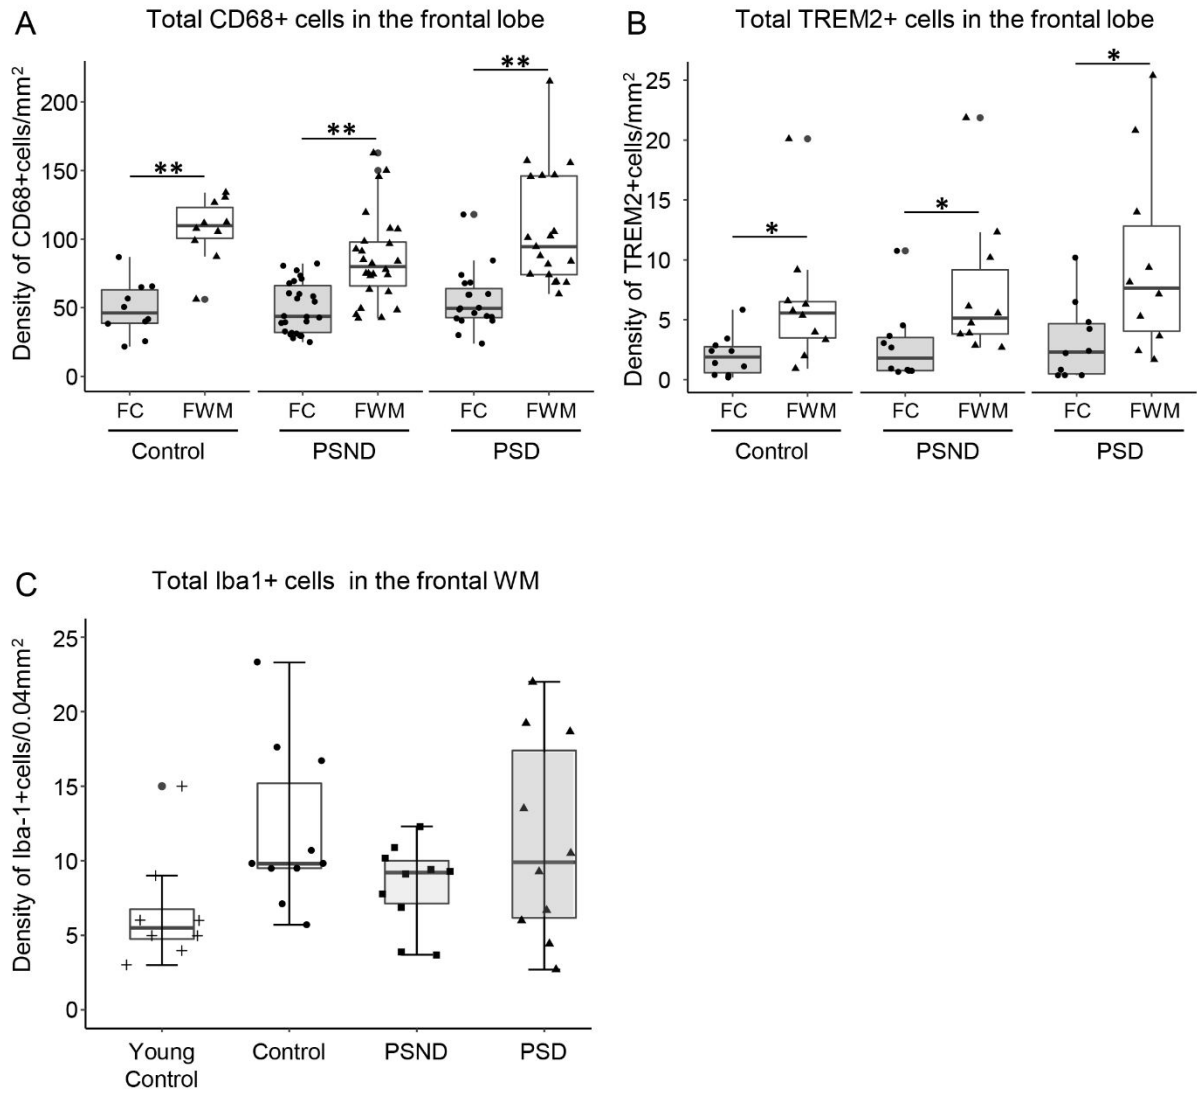 A
Total CD68+ cells in the frontal lobe
Density of CD68+cells/mm²
200
150
100
50
0
**
**
**
FC FWM FC FWM FC FWM
Control PSND PSD
B
Total TREM2+ cells in the frontal lobe
Density of TREM2+cells/mm²
25
20
15
10
5
0
*
*
*
FC FWM FC FWM FC FWM
Control PSND PSD
C
Total Iba1+ cells in the frontal WM
Density of Iba-1+cells/0.04mm²
25
20
15
10
5
0
Young Control PSND PSD
Control